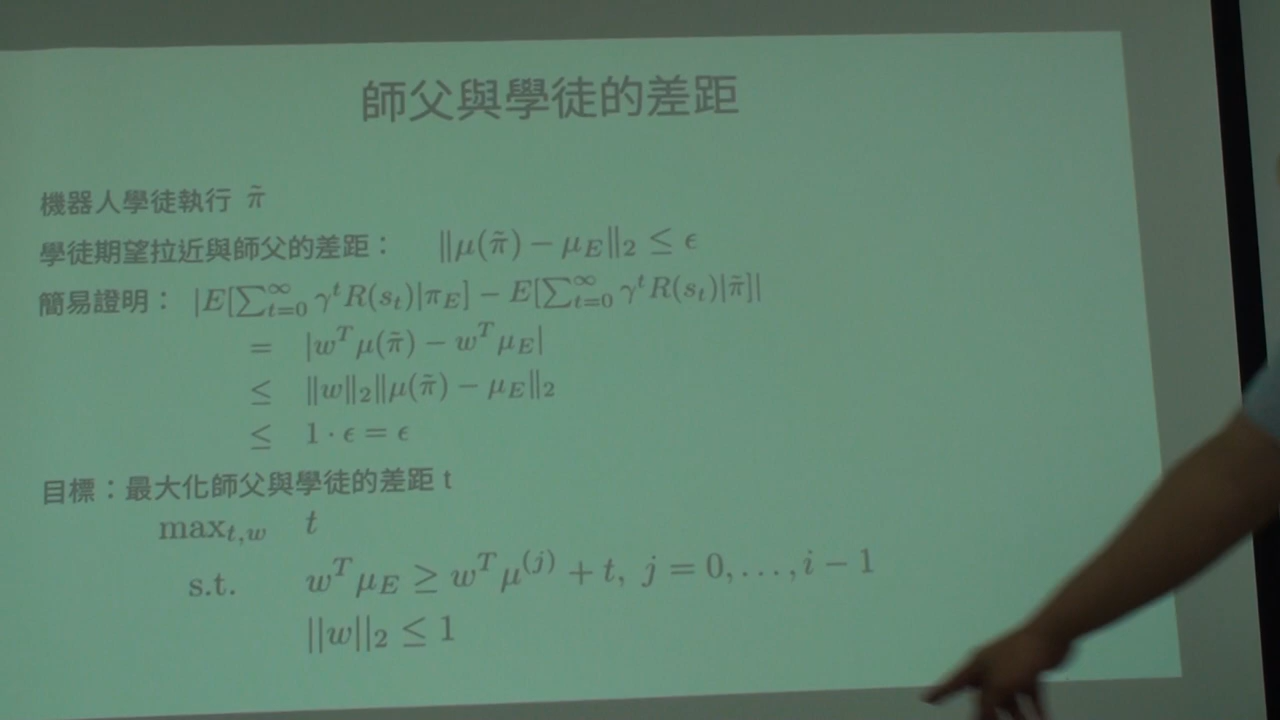 師父與學徒的差距
機器人學徒執行 π̃
學徒期望拉近與師父的差距： ‖μ(π̃) − μ_E‖₂ ≤ ϵ
簡易證明： |E[∑_{t=0}^{∞} γ^t R(s_t)|π_E] − E[∑_{t=0}^{∞} γ^t R(s_t)|π̃]|
= |w^T μ(π̃) − w^T μ_E|
≤ ‖w‖₂‖μ(π̃) − μ_E‖₂
≤ 1 · ϵ = ϵ
目標：最大化師父與學徒的差距 t
max_{t,w} t
s.t. w^T μ_E ≥ w^T μ^{(j)} + t, j = 0, . . . , i − 1
||w||₂ ≤ 1